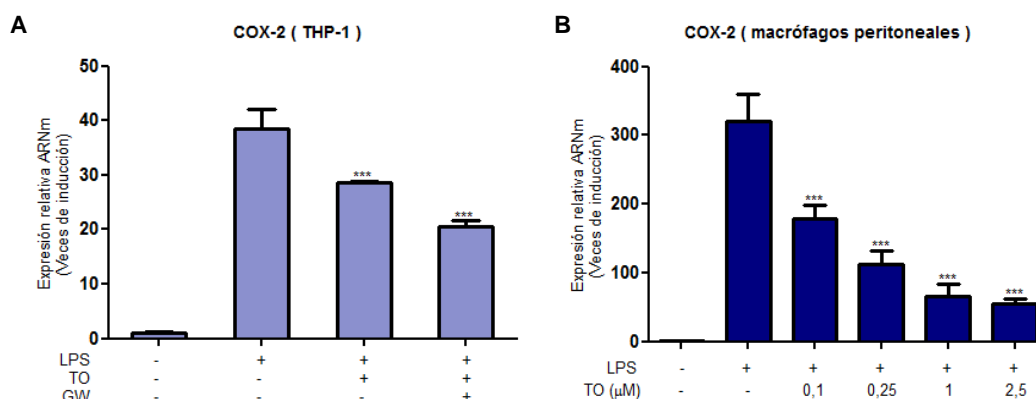 A
COX-2 ( THP-1 )
Expresión relativa ARNm
(Veces de inducción)
50
40
30
20
10
0
***
***
LPS - + + +
TO - - + +
GW - - - +
B
COX-2 ( macrófagos peritoneales )
Expresión relativa ARNm
(Veces de inducción)
400
300
200
100
0
***
***
***
***
LPS - + + + + +
TO (μM) - - 0,1 0,25 1 2,5